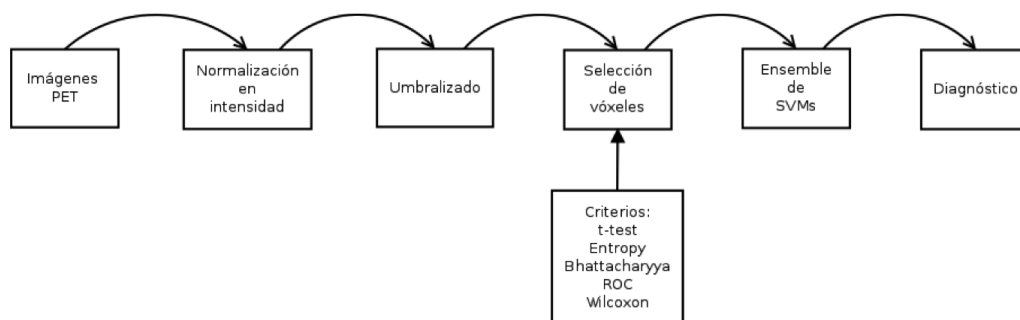 Imágenes
PET
Normalización
en
intensidad
Umbralizado
Selección
de
vóxeles
Ensemble
de
SVMs
Diagnóstico
Criterios:
t-test
Entropy
Bhattacharyya
ROC
Wilcoxon